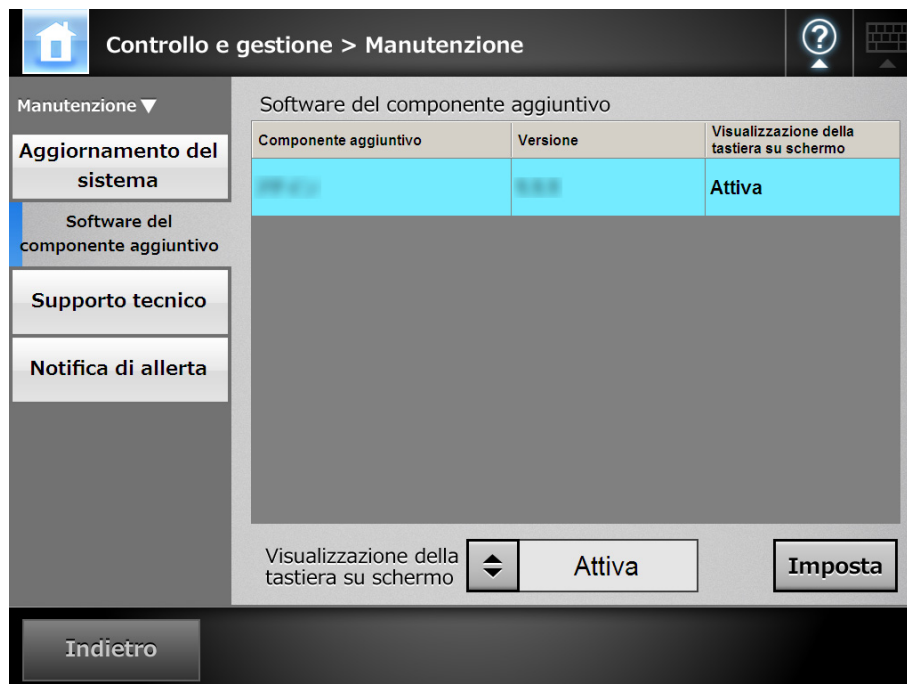 Controllo e gestione > Manutenzione
?
Manutenzione ▼
Aggiornamento del
sistema
Software del
componente aggiuntivo
Supporto tecnico
Notifica di allerta
Software del componente aggiuntivo
Componente aggiuntivo
Versione
Visualizzazione della
tastiera su schermo
Attiva
Visualizzazione della
tastiera su schermo
Attiva
Imposta
Indietro